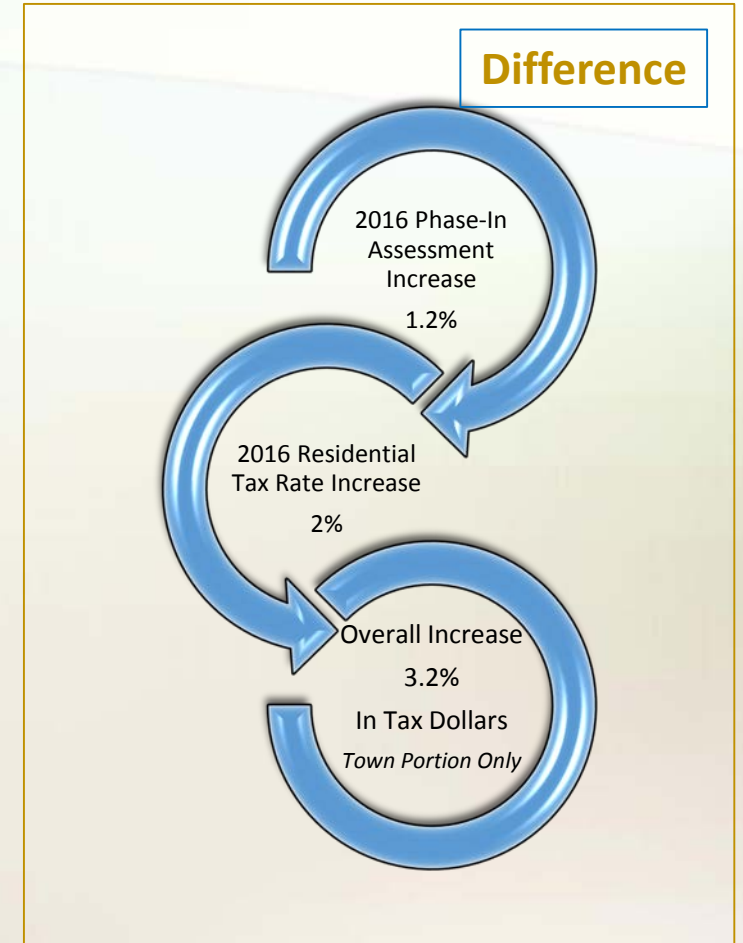 Difference
2016 Phase-In
Assessment
Increase
1.2%
2016 Residential
Tax Rate Increase
2%
Overall Increase
3.2%
In Tax Dollars
Town Portion Only